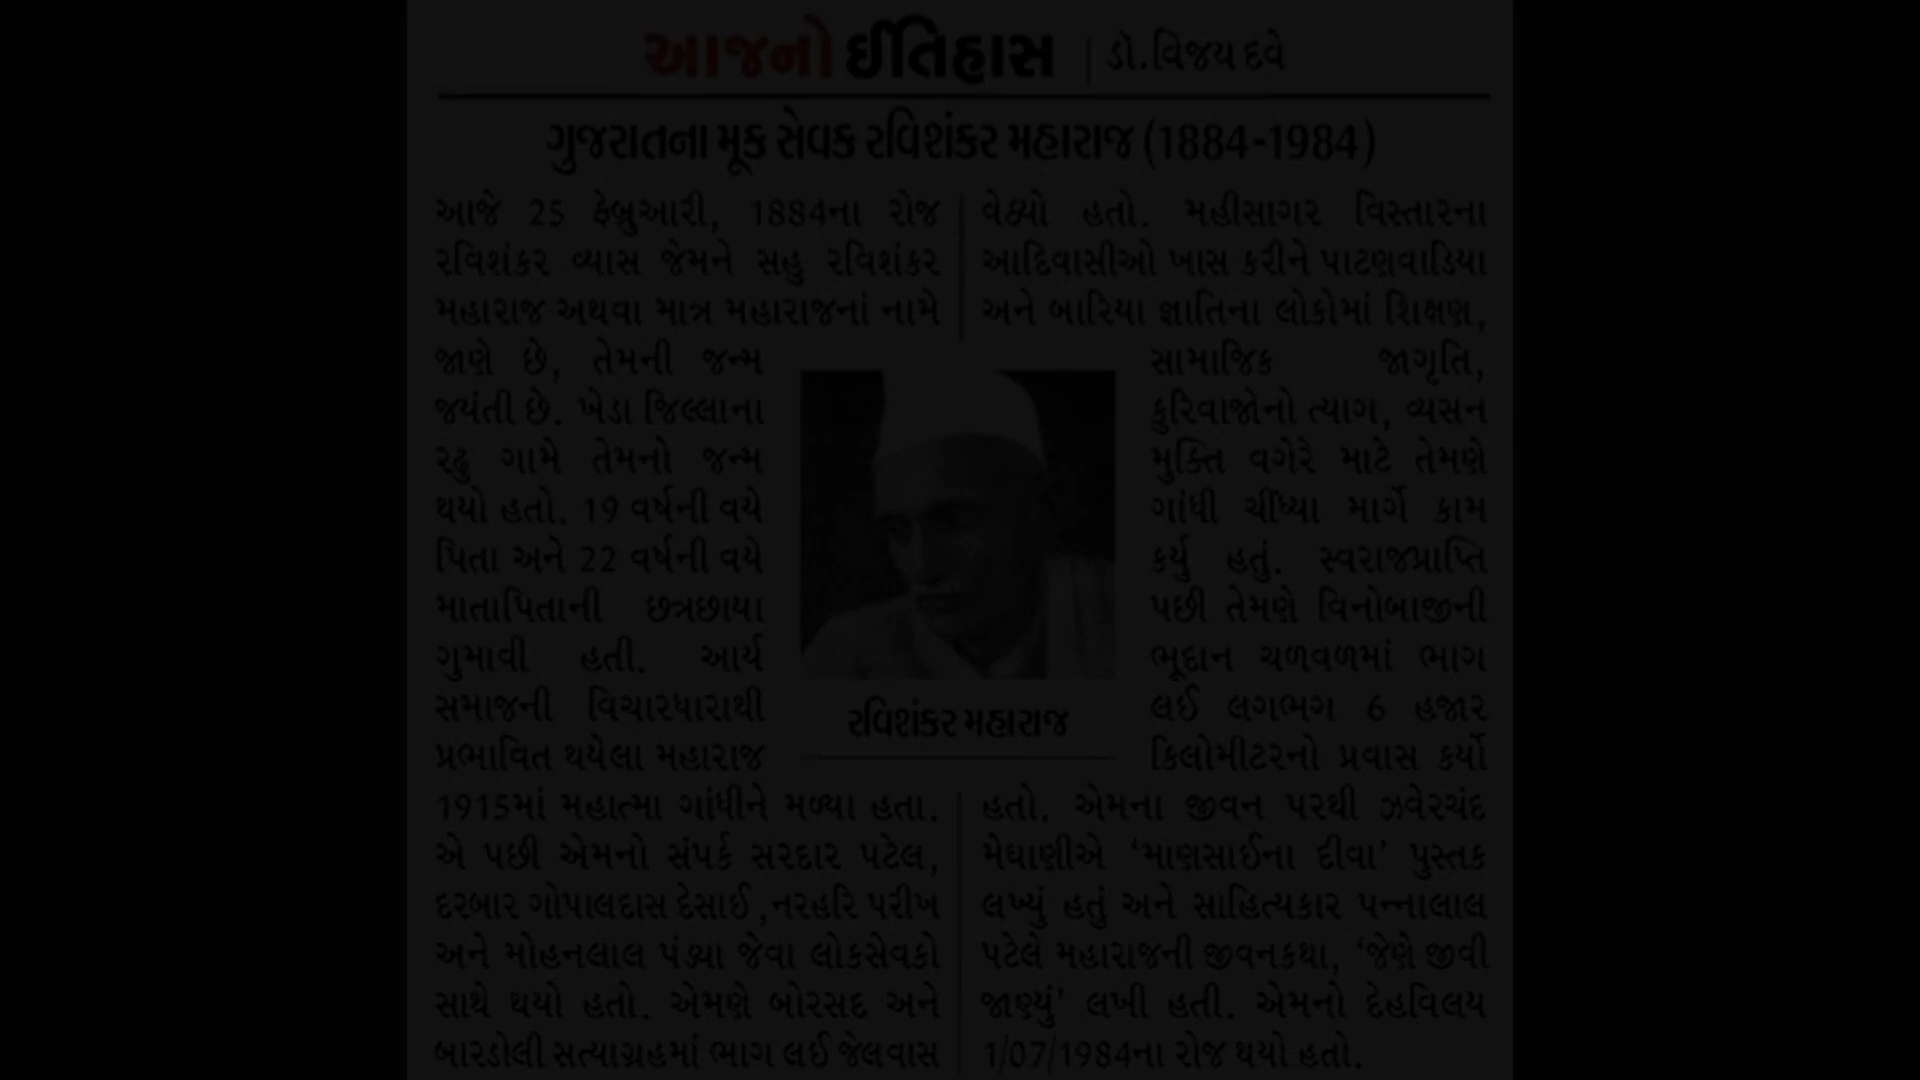 આજનો ઈતિહાસ | ડો.વિજય દવે
ગુજરાતના મૂક સેવક રવિશંકર મહારાજ (1884-1984)
આજે 25 ફેબ્રુઆરી, 1884ના રોજ
રવિશંકર વ્યાસ જેમને સહુ રવિશંકર
મહારાજ અથવા માત્ર મહારાજનાં નામે
જાણે છે, તેમની જન્મ
જયંતી છે. ખેડા જિલ્લાના
રઢુ ગામે તેમનો જન્મ
થયો હતો. 19 વર્ષની વયે
પિતા અને 22 વર્ષની વયે
માતાપિતાની છત્રછાયા
ગુમાવી હતી. આર્ય
સમાજની વિચારધારાથી
પ્રભાવિત થયેલા મહારાજ
1915માં મહાત્મા ગાંધીને મળ્યા હતા.
એ પછી એમનો સંપર્ક સરદાર પટેલ,
દરબાર ગોપાલદાસ દેસાઈ ,નરહરિ પરીખ
અને મોહનલાલ પંડ્યા જેવા લોકસેવકો
સાથે થયો હતો. એમણે બોરસદ અને
બારડોલી સત્યાગ્રહમાં ભાગ લઈ જેલવાસ
વેઠ્યો હતો. મહીસાગર વિસ્તારના
આદિવાસીઓ ખાસ કરીને પાટણવાડિયા
અને બારિયા જ્ઞાતિના લોકોમાં શિક્ષણ,
સામાજિક જાગૃતિ,
કુરિવાજોનો ત્યાગ, વ્યસન
મુક્તિ વગેરે માટે તેમણે
ગાંધી ચીંધ્યા માર્ગે કામ
કર્યુ હતું. સ્વરાજપ્રાપ્તિ
પછી તેમણે વિનોબાજીની
ભૂદાન ચળવળમાં ભાગ
લઈ લગભગ 6 હજાર
કિલોમીટરનો પ્રવાસ કર્યો
હતો. એમના જીવન પરથી ઝવેરચંદ
મેઘાણીએ ‘માણસાઈના દીવા’ પુસ્તક
લખ્યું હતું અને સાહિત્યકાર પન્નાલાલ
પટેલે મહારાજની જીવનકથા, ‘જેણે જીવી
જાણ્યું’ લખી હતી. એમનો દેહવિલય
1/07/1984ના રોજ થયો હતો.
રવિશંકર મહારાજ